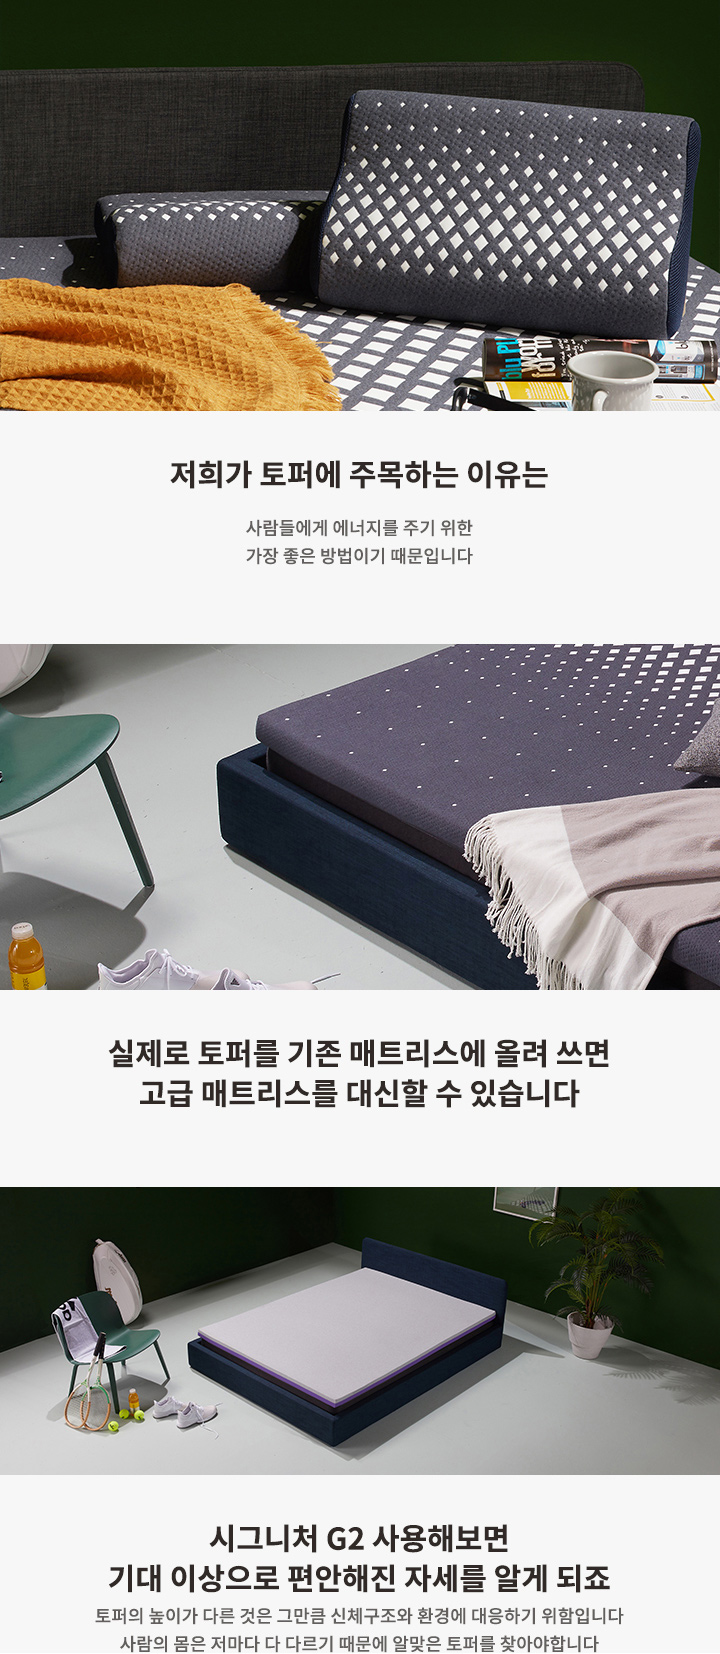 blu PU
work
for m
저희가 토퍼에 주목하는 이유는
사람들에게 에너지를 주기 위한
가장 좋은 방법이기 때문입니다
실제로 토퍼를 기존 매트리스에 올려 쓰면
고급 매트리스를 대신할 수 있습니다
시그니처 G2 사용해보면
기대 이상으로 편안해진 자세를 알게 되죠
토퍼의 높이가 다른 것은 그만큼 신체구조와 환경에 대응하기 위함입니다
사람의 몸은 저마다 다 다르기 때문에 알맞은 토퍼를 찾아야합니다